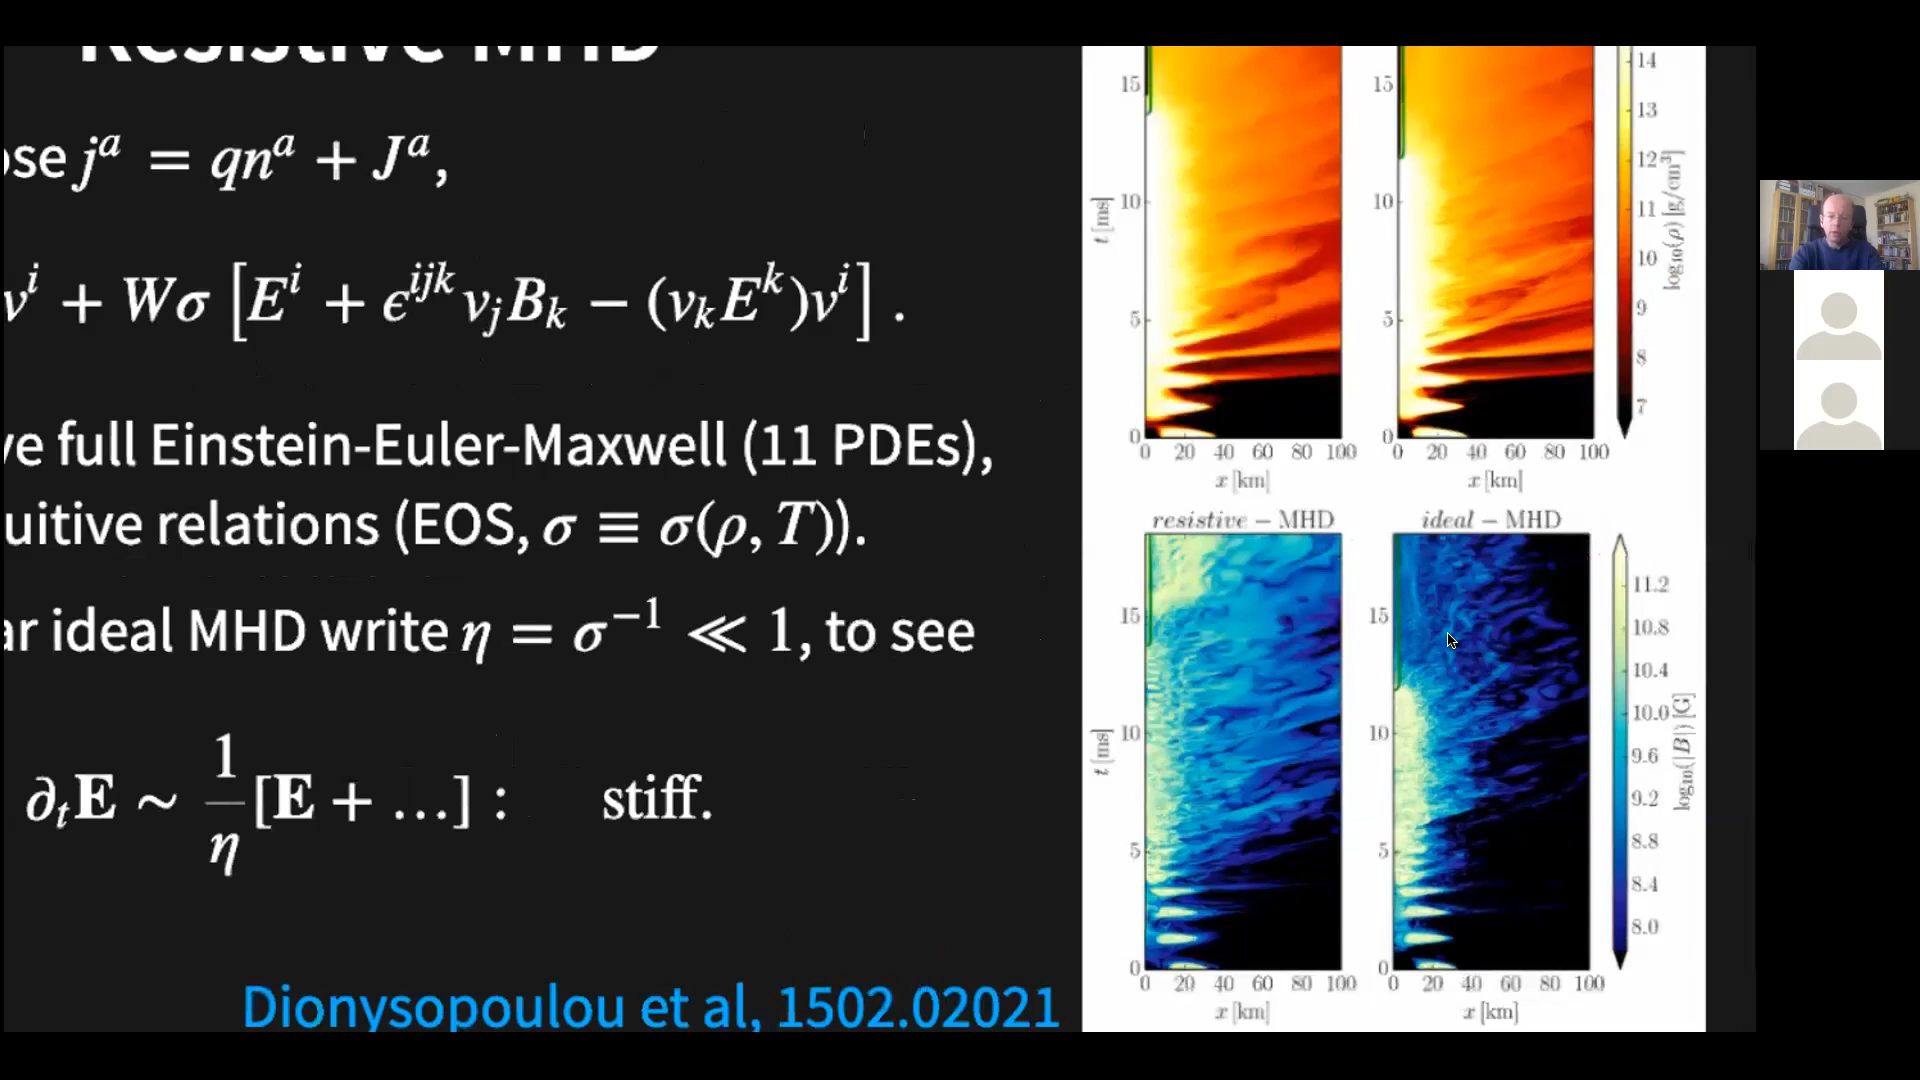 Resistive MHD
ose jᵃ = qnᵃ + Jᵃ,
vⁱ + Wσ [Eⁱ + ϵⁱʲᵏ vⱼBₖ − (vₖEᵏ)vⁱ] .
ve full Einstein-Euler-Maxwell (11 PDEs),
uitive relations (EOS, σ ≡ σ(ρ, T)).
ar ideal MHD write η = σ⁻¹ ≪ 1, to see
∂ₜE ∼ 1/η [E + …] : stiff.
Dionysopoulou et al, 1502.02021
15 10 5 0
t [ms]
0 20 40 60 80 100
x [km]
15 10 5 0
0 20 40 60 80 100
x [km]
14 13 12 11 10 9 8 7
log₁₀(ρ) [g/cm³]
resistive − MHD
15 10 5 0
t [ms]
0 20 40 60 80 100
x [km]
ideal − MHD
15 10 5 0
0 20 40 60 80 100
x [km]
11.2 10.8 10.4 10.0 9.6 9.2 8.8 8.4 8.0
log₁₀(|B|) [G]